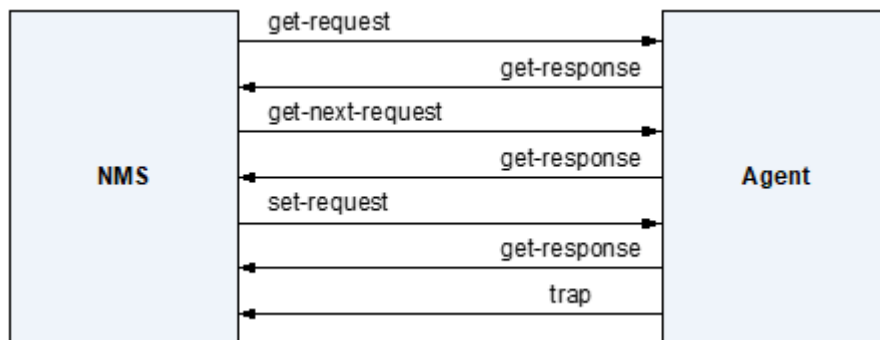 get-request
get-response
get-next-request
get-response
NMS
Agent
set-request
get-response
trap